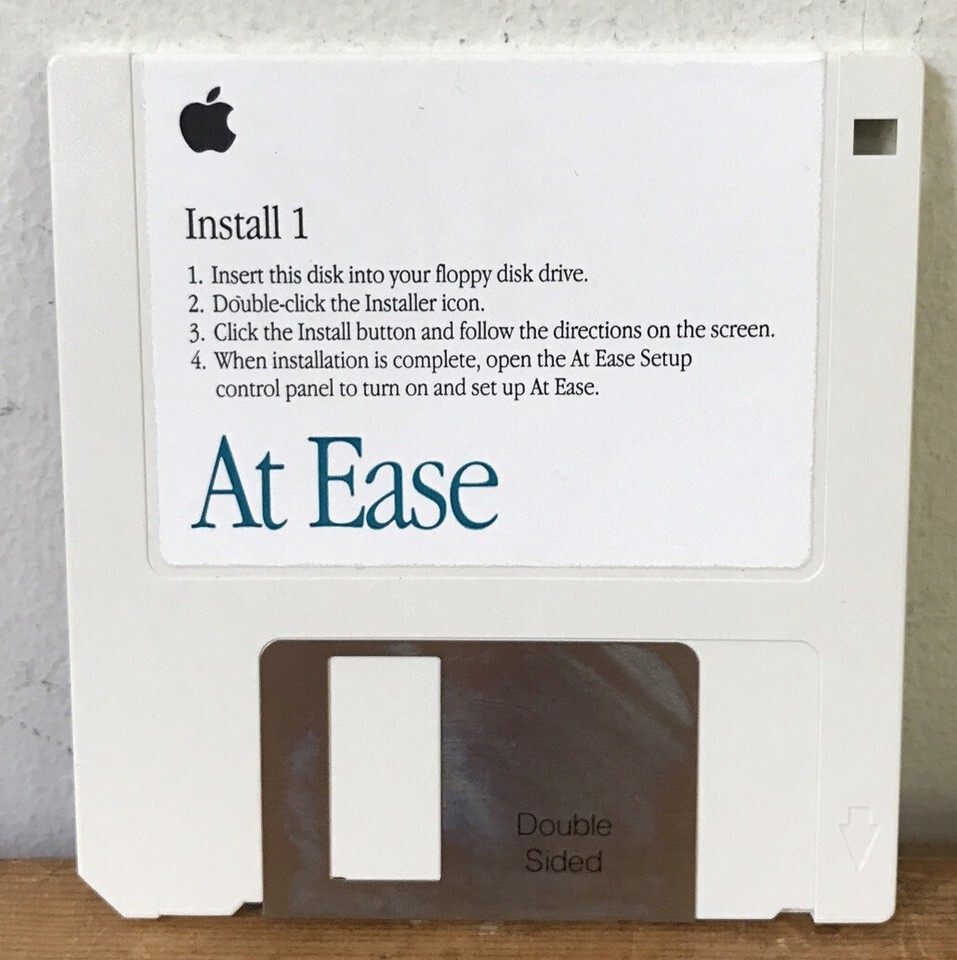 Install 1
1. Insert this disk into your floppy disk drive.
2. Double-click the Installer icon.
3. Click the Install button and follow the directions on the screen.
4. When installation is complete, open the At Ease Setup
control panel to turn on and set up At Ease.
At Ease
Double
Sided